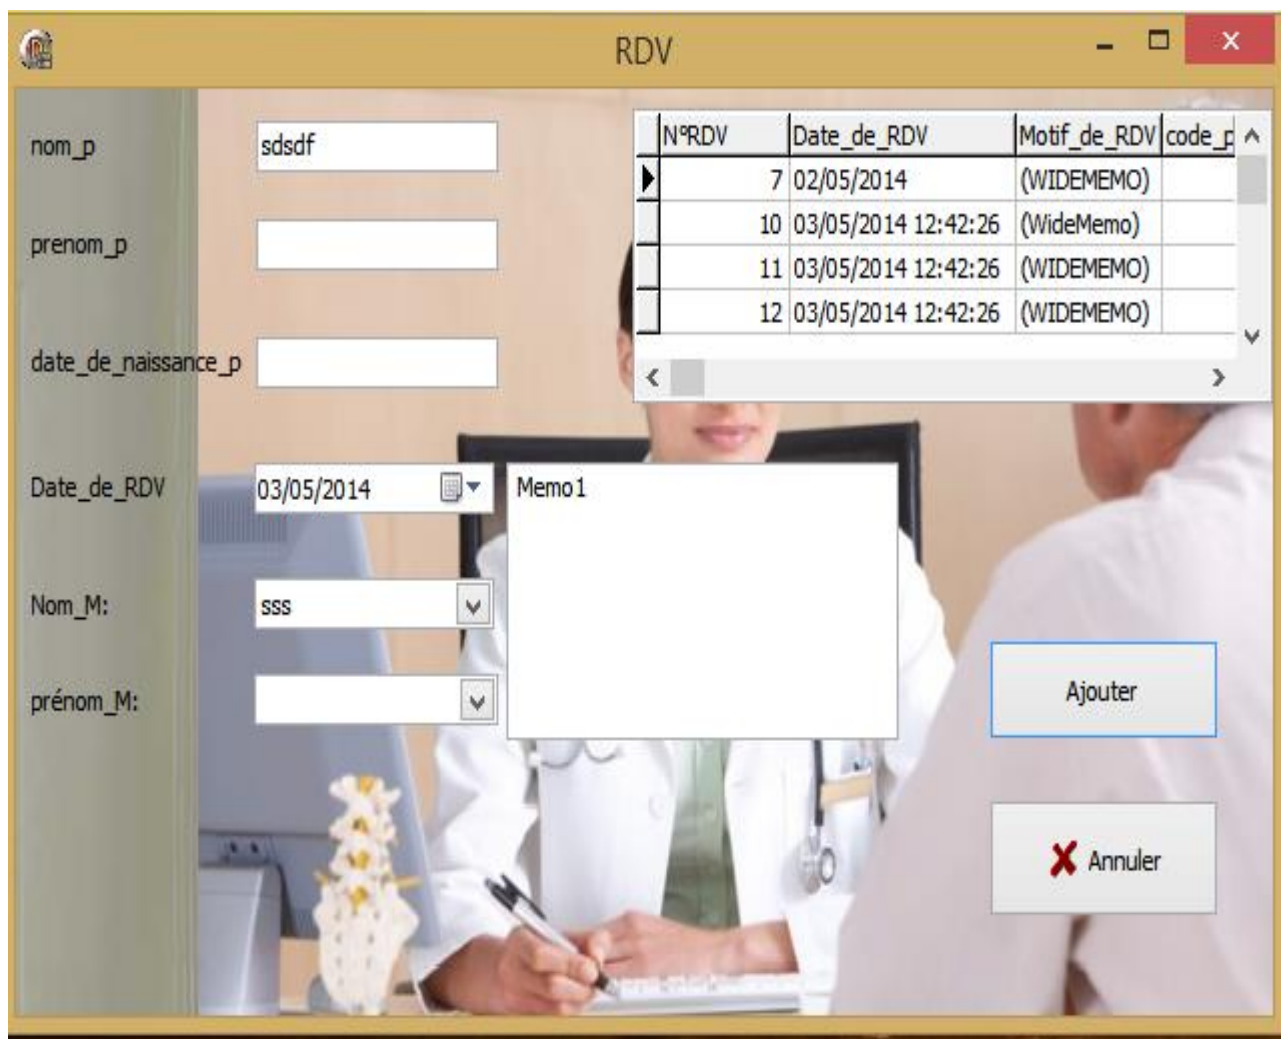 RDV
nom_p sdsdf
prenom_p
date_de_naissance_p
N°RDV Date_de_RDV Motif_de_RDV code_p
7 02/05/2014 (WIDEMEMO)
10 03/05/2014 12:42:26 (WideMemo)
11 03/05/2014 12:42:26 (WIDEMEMO)
12 03/05/2014 12:42:26 (WIDEMEMO)
Date_de_RDV 03/05/2014 Memo1
Nom_M: sss
prénom_M:
Ajouter
Annuler